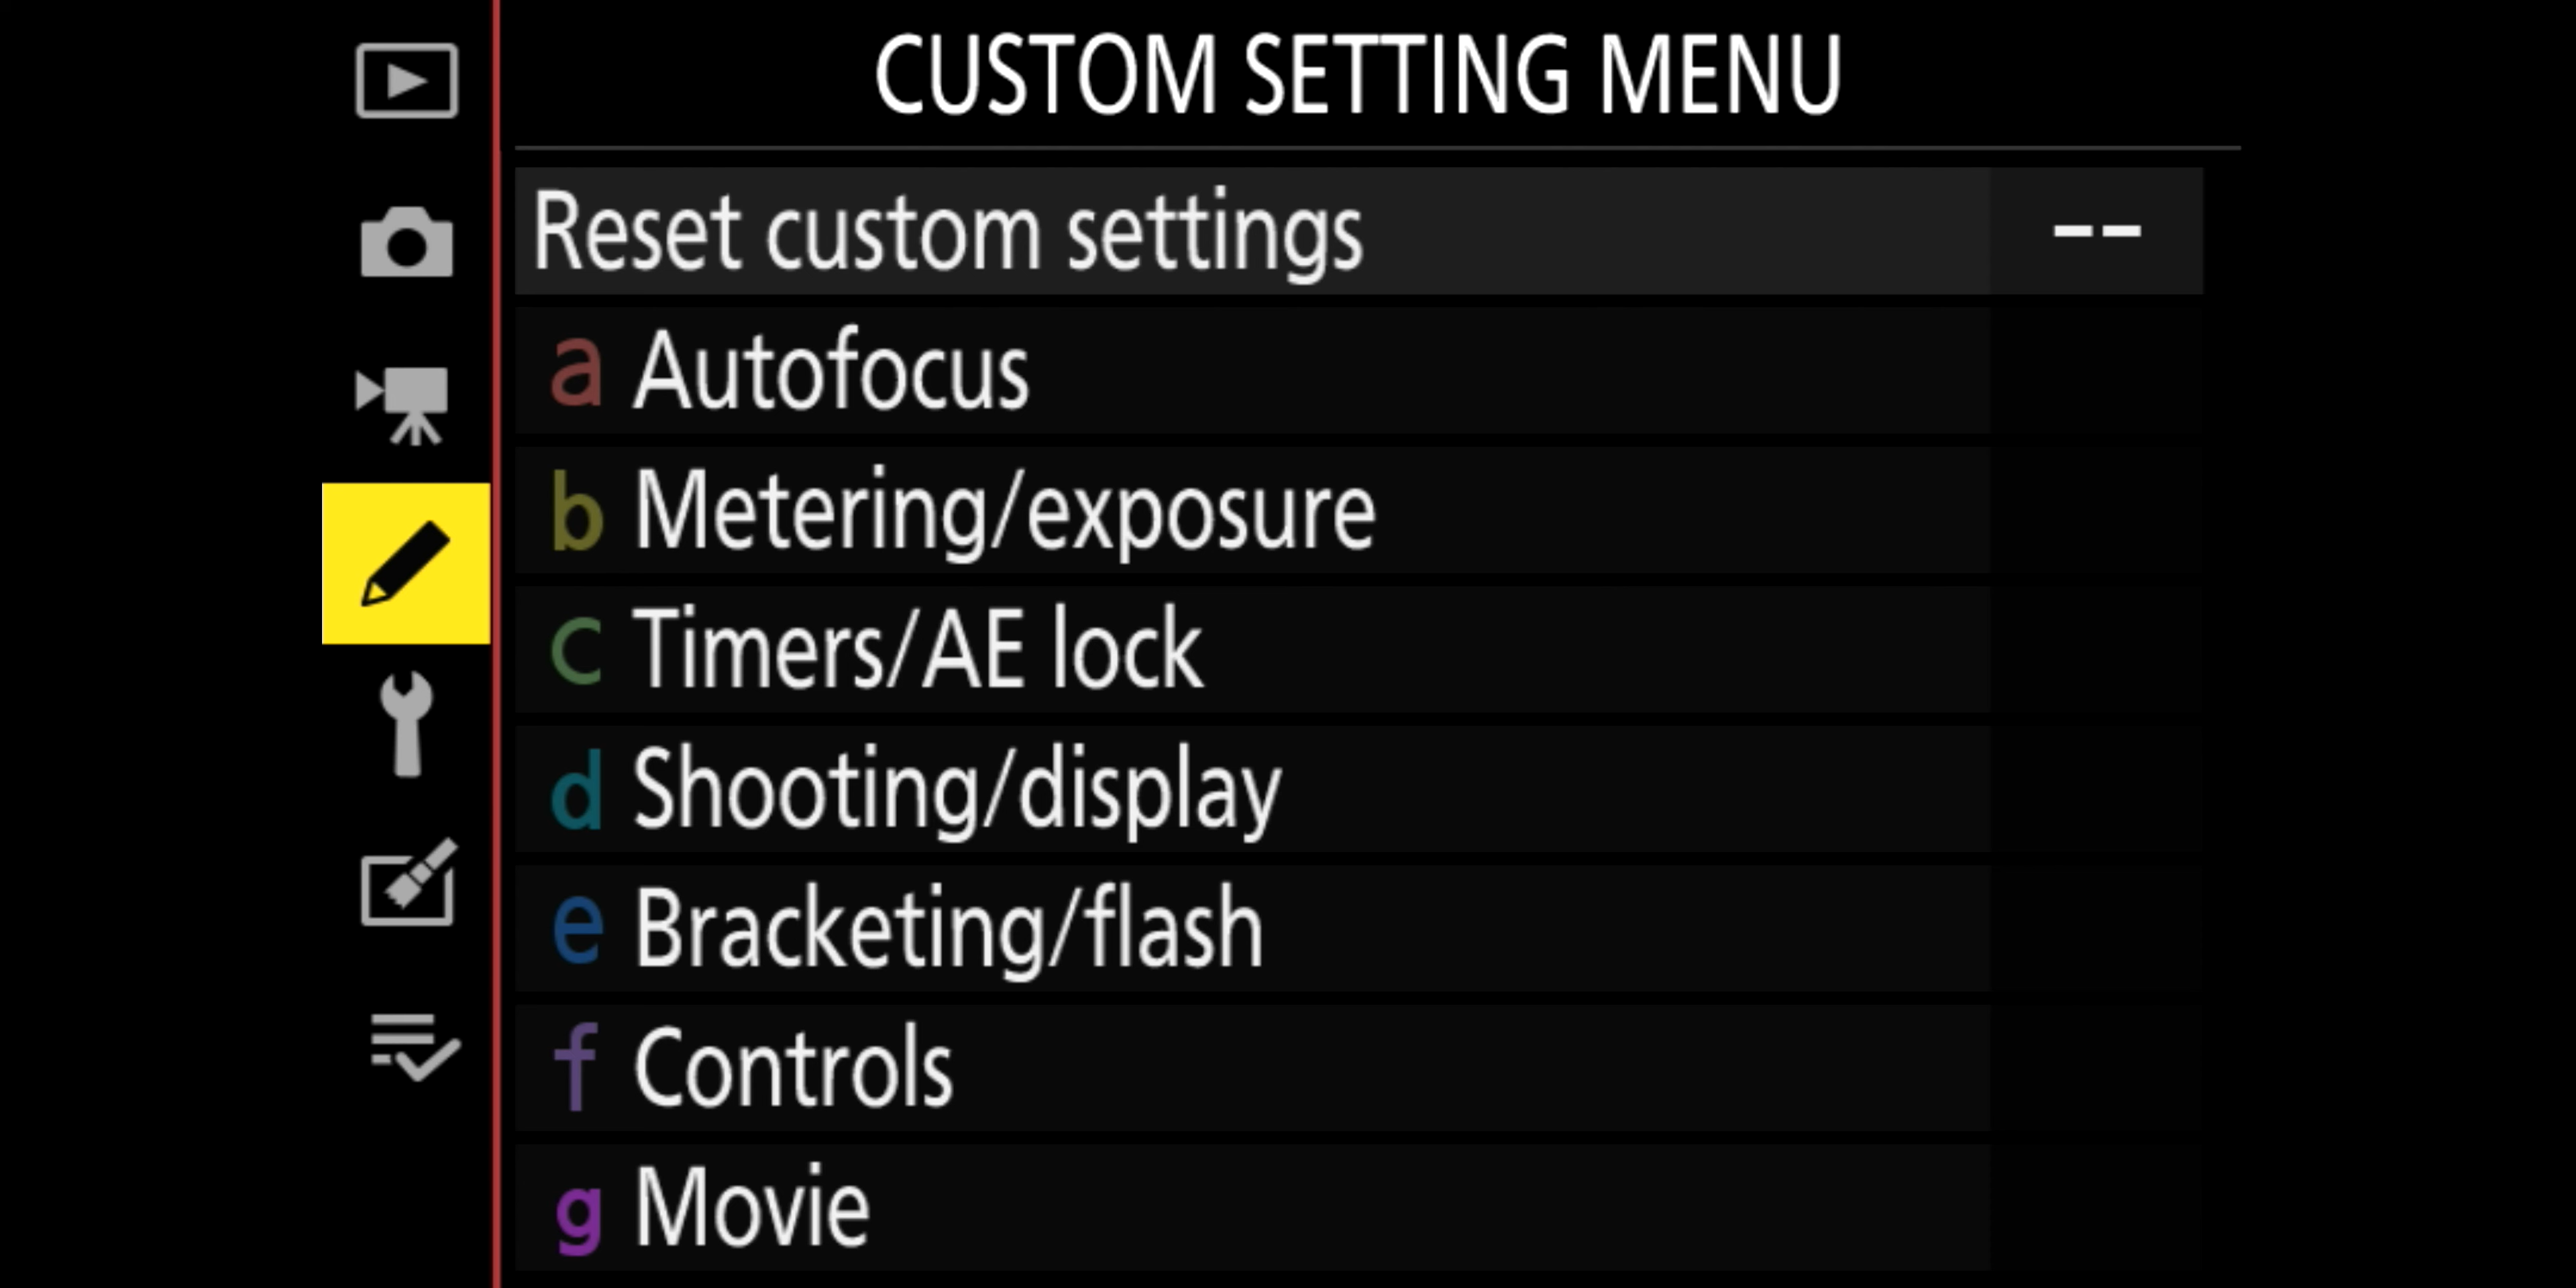 CUSTOM SETTING MENU
Reset custom settings --
a Autofocus
b Metering/exposure
c Timers/AE lock
d Shooting/display
e Bracketing/flash
f Controls
g Movie